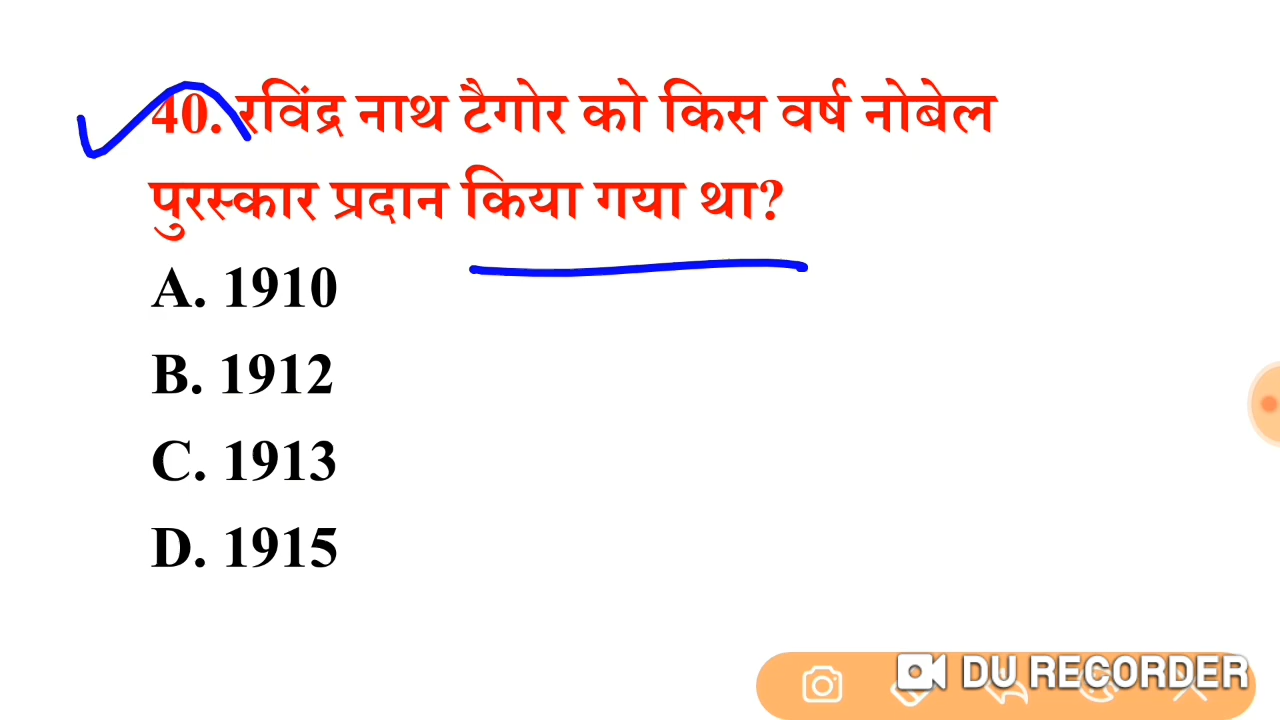 40. रविंद्र नाथ टैगोर को किस वर्ष नोबेल
पुरस्कार प्रदान किया गया था?
A. 1910
B. 1912
C. 1913
D. 1915
DU RECORDER